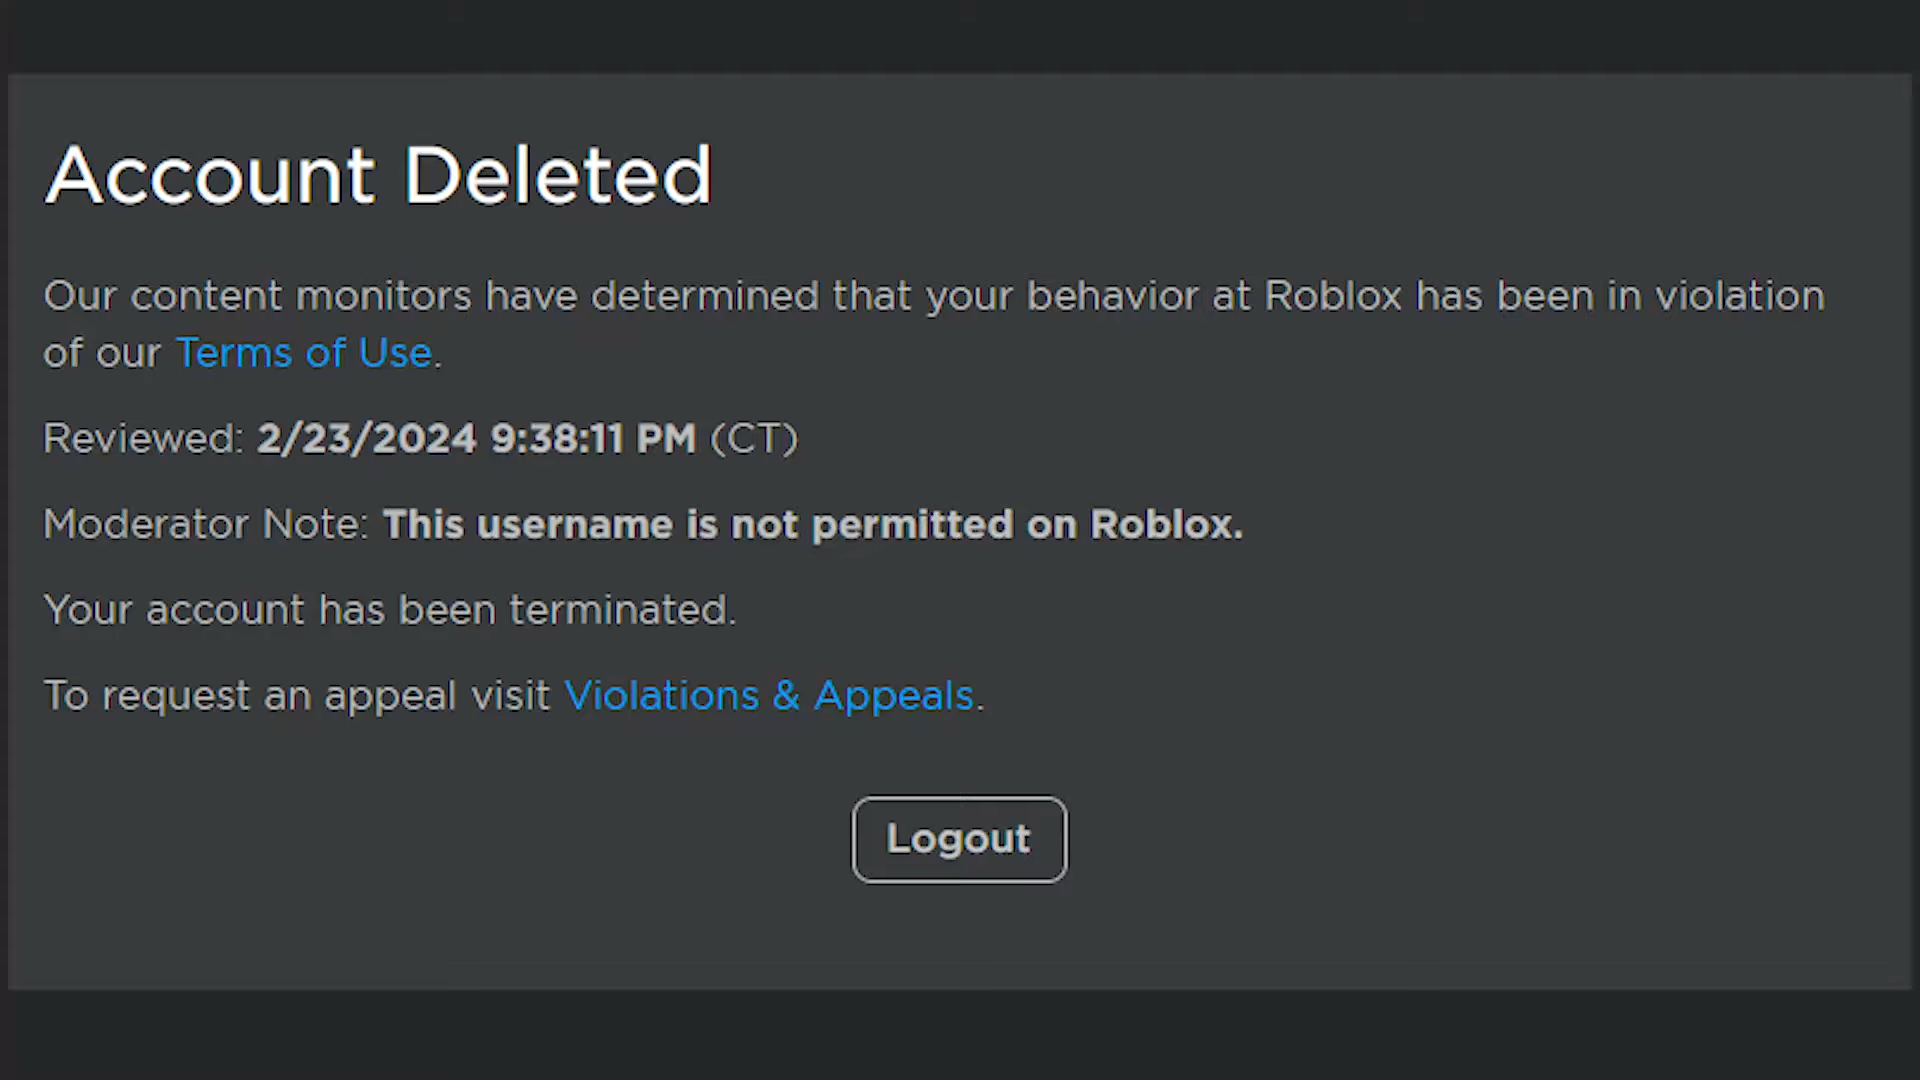 Account Deleted
Our content monitors have determined that your behavior at Roblox has been in violation
of our Terms of Use.
Reviewed: 2/23/2024 9:38:11 PM (CT)
Moderator Note: This username is not permitted on Roblox.
Your account has been terminated.
To request an appeal visit Violations & Appeals.
Logout